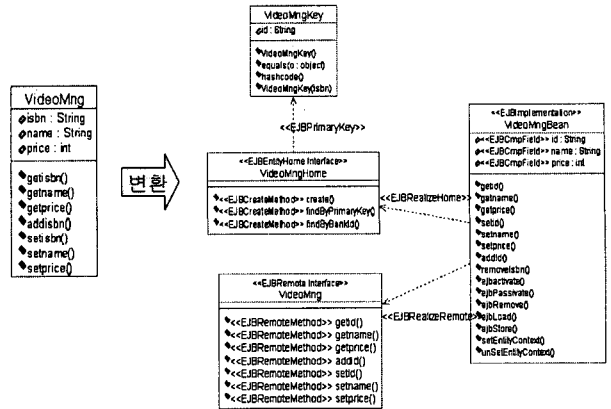 VideoMng
isbn : String
name : String
price : int
getisbn()
getname()
getprice()
addisbn()
setisbn()
setname()
setprice()
변환
VideoMngKey
id : String
VideoMngKey()
equals(o : object)
hashcode()
VideoMngKey(isbn)
<<EJBPrimaryKey>>
<<EJBEntityHome Interface>>
VideoMngHome
<<EJBCreateMethod>> create()
<<EJBCreateMethod>> findByPrimaryKey()
<<EJBCreateMethod>> findByBankId()
<<EJBRealizeHome>>
<<EJBRemote Interface>>
VideoMng
<<EJBRemoteMethod>> getid()
<<EJBRemoteMethod>> getname()
<<EJBRemoteMethod>> getprice()
<<EJBRemoteMethod>> addid()
<<EJBRemoteMethod>> setid()
<<EJBRemoteMethod>> setname()
<<EJBRemoteMethod>> setprice()
<<EJBRealizeRemote>>
<<EJBImplementation>>
VideoMngBean
<<EJBCmpField>> id : String
<<EJBCmpField>> name : String
<<EJBCmpField>> price : int
getid()
getname()
getprice()
setid()
setname()
setprice()
addid()
removeIsbn()
ejbactivate()
ejbPassivate()
ejbRemove()
ejbLoad()
ejbStore()
setEntityContext()
unSetEntityContext()